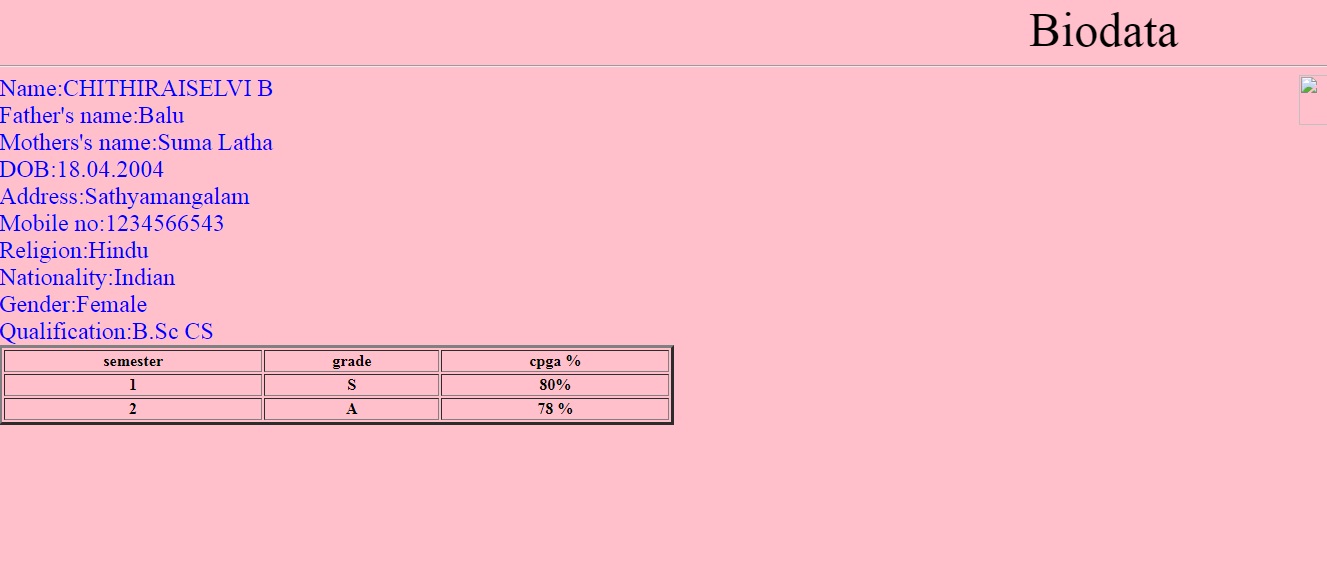 Biodata
Name:CHITHIRAISELVI B
Father's name:Balu
Mothers's name:Suma Latha
DOB:18.04.2004
Address:Sathyamangalam
Mobile no:1234566543
Religion:Hindu
Nationality:Indian
Gender:Female
Qualification:B.Sc CS
semester grade cpga %
1 S 80%
2 A 78 %